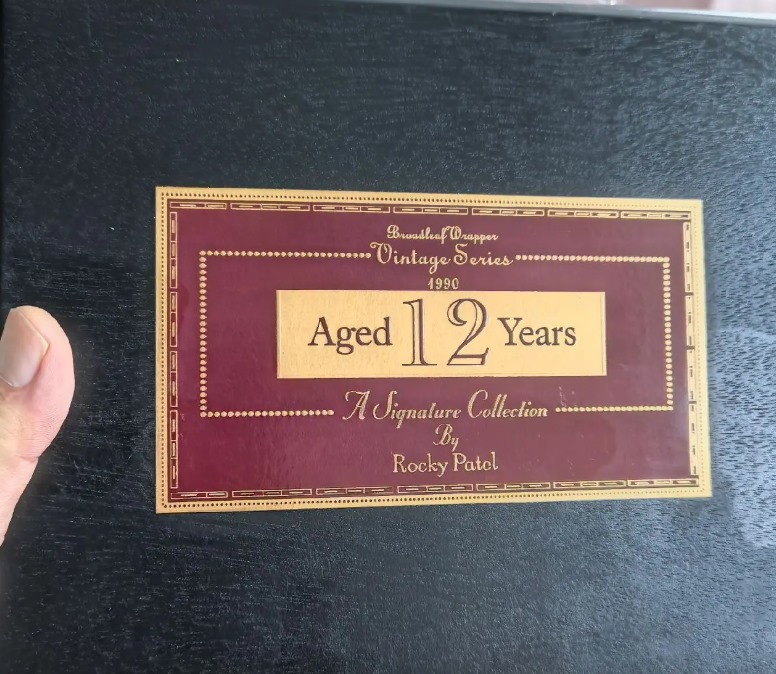 Broadleaf Wrapper
Vintage Series
1990
Aged 12 Years
A Signature Collection
By
Rocky Patel